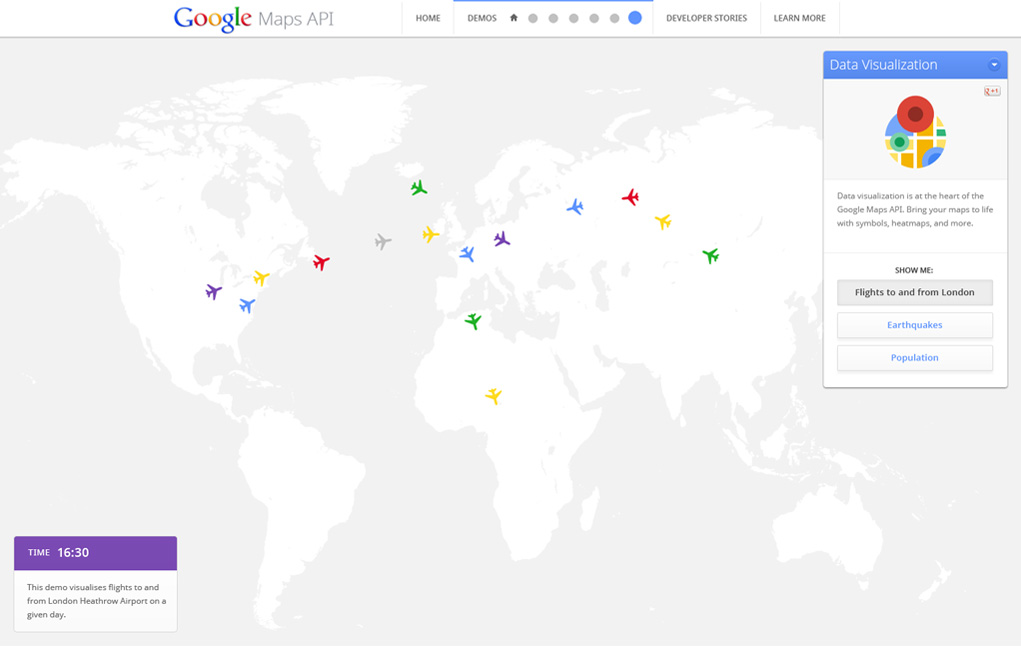 Google Maps API
HOME
DEMOS
DEVELOPER STORIES
LEARN MORE
Data Visualization
+1
Data visualization is at the heart of the
Google Maps API. Bring your maps to life
with symbols, heatmaps, and more.
SHOW ME:
Flights to and from London
Earthquakes
Population
TIME 16:30
This demo visualises flights to and
from London Heathrow Airport on a
given day.